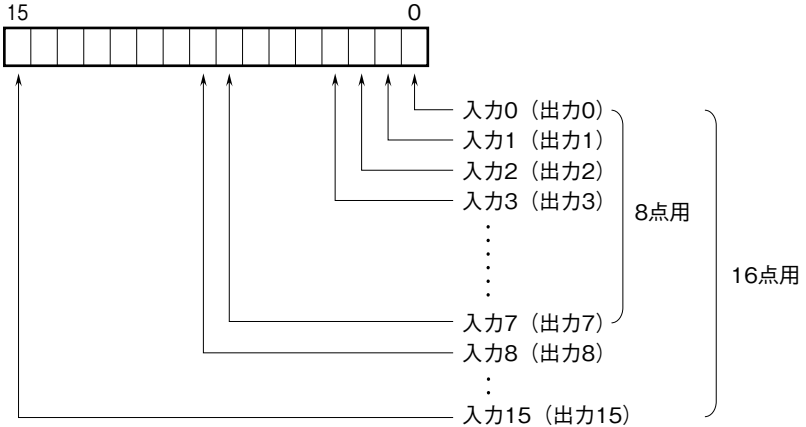 15 0
入力0（出力0）
入力1（出力1）
入力2（出力2）
入力3（出力3）
8点用
16点用
入力7（出力7）
入力8（出力8）
入力15（出力15）